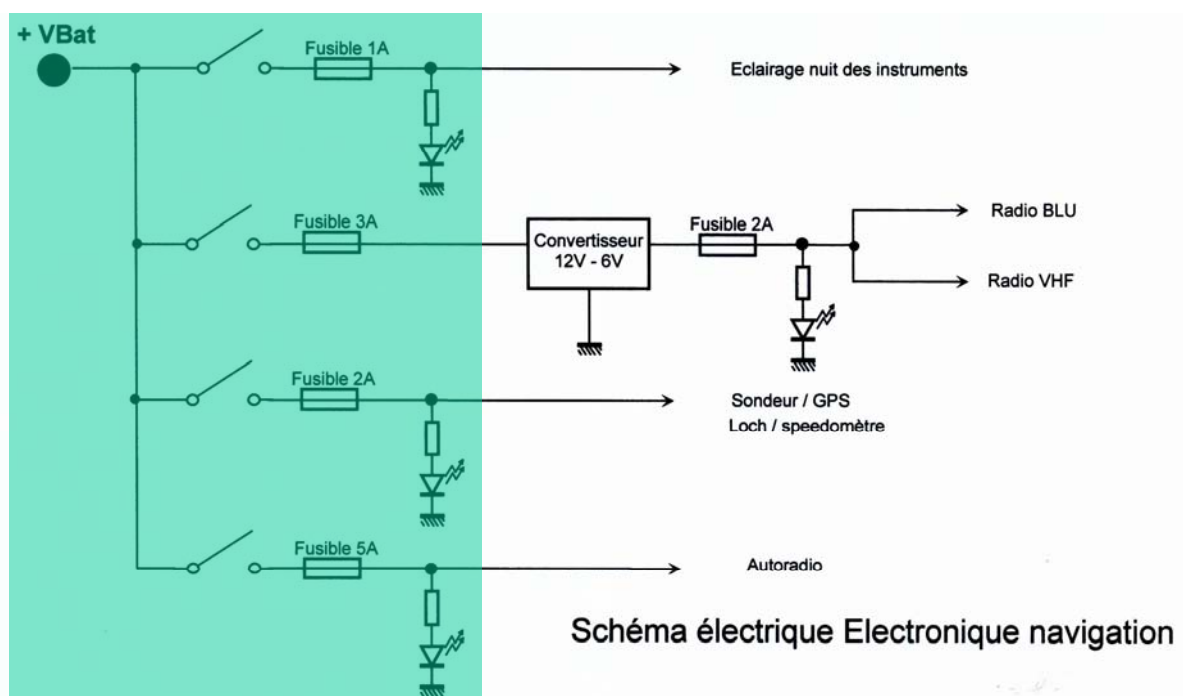 + VBat
Fusible 1A
Eclairage nuit des instruments
Fusible 3A
Convertisseur
12V - 6V
Fusible 2A
Radio BLU
Radio VHF
Fusible 2A
Sondeur / GPS
Loch / speedomètre
Fusible 5A
Autoradio
Schéma électrique Electronique navigation